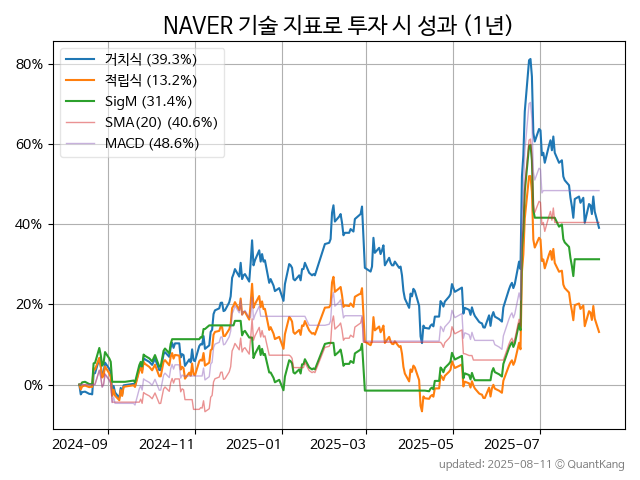 NAVER 기술 지표로 투자 시 성과 (1년)
거치식 (39.3%)
적립식 (13.2%)
SigM (31.4%)
SMA(20) (40.6%)
MACD (48.6%)
80%
60%
40%
20%
0%
2024-09 2024-11 2025-01 2025-03 2025-05 2025-07
updated: 2025-08-11 © QuantKang